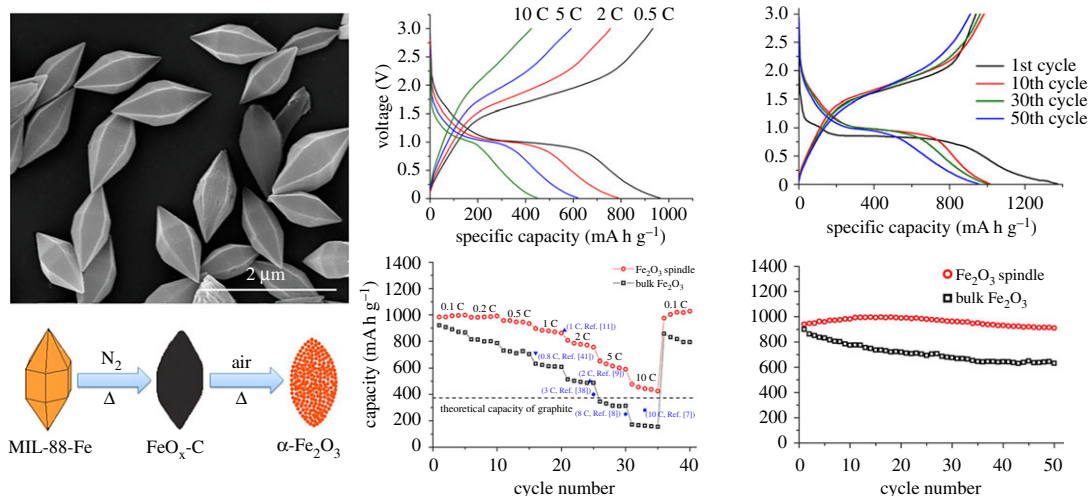 2 μm
MIL-88-Fe
N₂
Δ
FeOₓ-C
air
Δ
α-Fe₂O₃
10 C 5 C 2 C 0.5 C
voltage (V)
3.0
2.5
2.0
1.5
1.0
0.5
0
0 200 400 600 800 1000
specific capacity (mA h g⁻¹)
3.0
2.5
2.0
1.5
1.0
0.5
0
1st cycle
10th cycle
30th cycle
50th cycle
0 400 800 1200
specific capacity (mA h g⁻¹)
capacity (mA h g⁻¹)
1400
1200
1000
800
600
400
200
0
Fe₂O₃ spindle
bulk Fe₂O₃
0.1 C 0.2 C 0.5 C 1 C 2 C 5 C 10 C 0.1 C
(1 C, Ref. [11])
(0.8 C, Ref. [41])
(2 C, Ref. [9])
(3 C, Ref. [38])
(8 C, Ref. [8])
(10 C, Ref. [7])
theoretical capacity of graphite
0 10 20 30 40
cycle number
1400
1200
1000
800
600
400
200
0
Fe₂O₃ spindle
bulk Fe₂O₃
0 10 20 30 40 50
cycle number